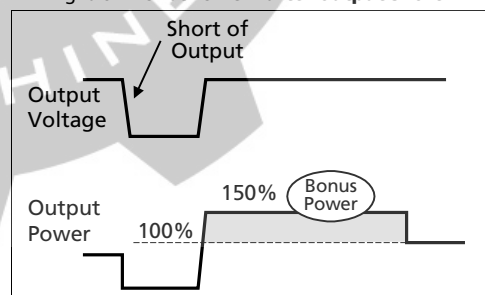 Short of
Output
Output
Voltage
150%
Bonus
Power
Output
Power
100%